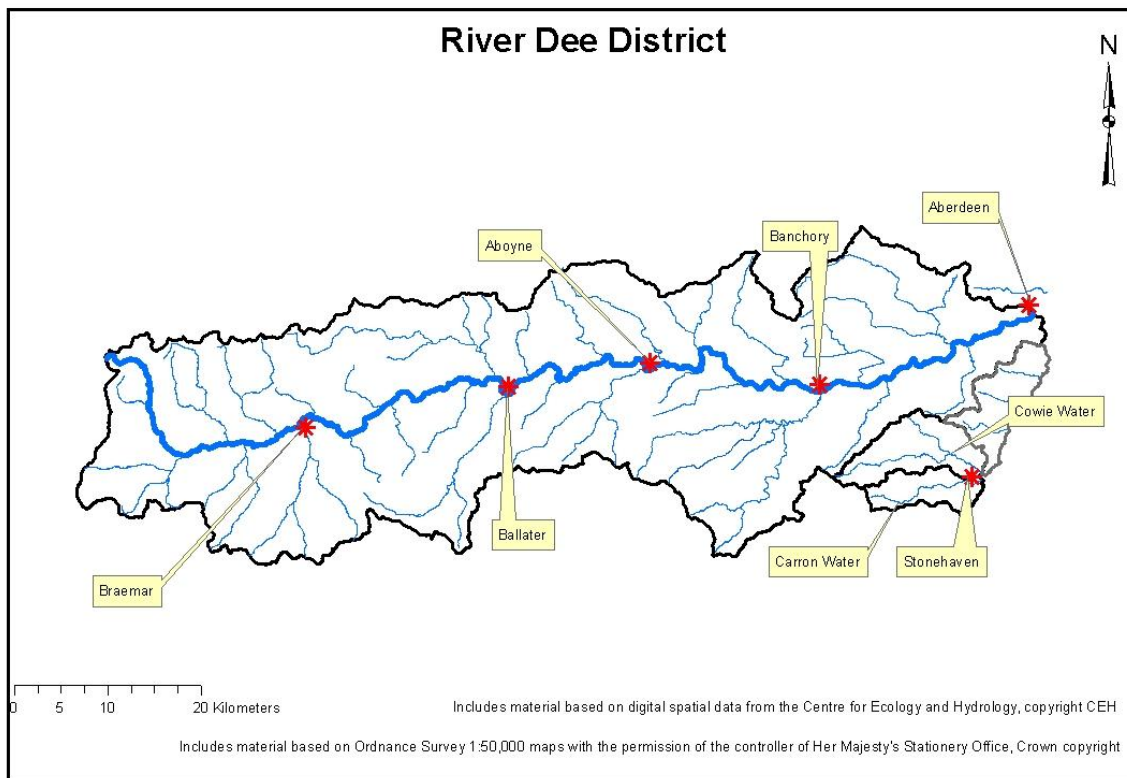 River Dee District
N
Aberdeen
Banchory
Aboyne
Cowie Water
Ballater
Carron Water
Stonehaven
Braemar
0 5 10 20 Kilometers
Includes material based on digital spatial data from the Centre for Ecology and Hydrology, copyright CEH
Includes material based on Ordnance Survey 1:50,000 maps with the permission of the controller of Her Majesty's Stationery Office, Crown copyright